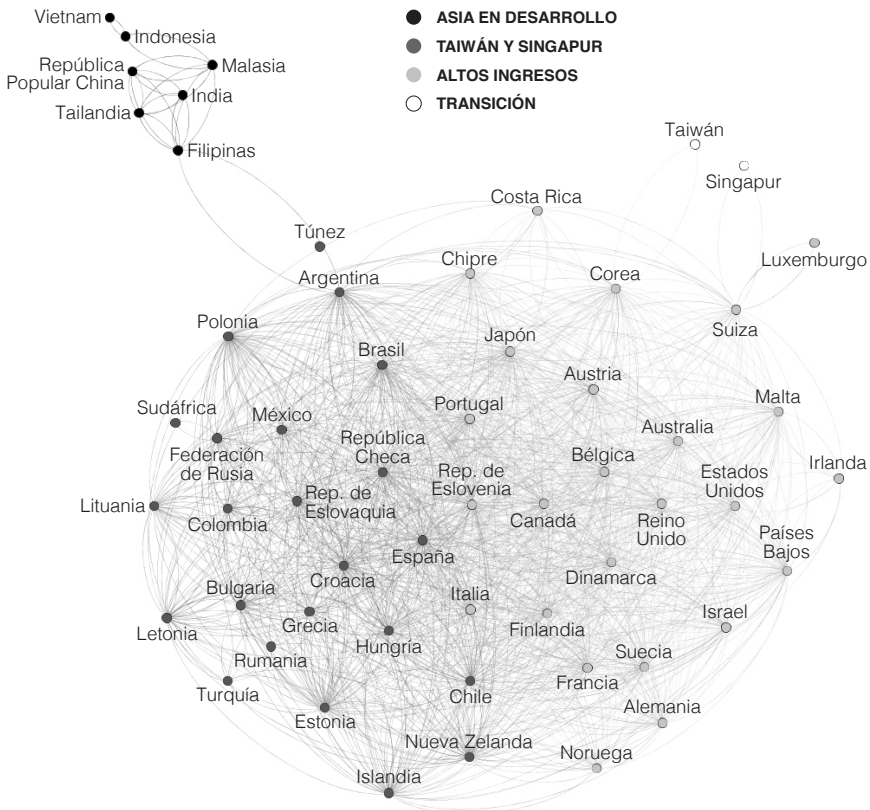 Vietnam
Indonesia
República
Popular China
Malasia
India
Tailandia
Filipinas
ASIA EN DESARROLLO
TAIWÁN Y SINGAPUR
ALTOS INGRESOS
TRANSICIÓN
Taiwán
Singapur
Costa Rica
Túnez
Luxemburgo
Chipre
Corea
Argentina
Polonia
Suiza
Japón
Brasil
Austria
Malta
Sudáfrica
México
Portugal
Australia
Federación
de Rusia
República
Checa
Bélgica
Irlanda
Rep. de
Eslovenia
Estados
Unidos
Lituania
Colombia
Rep. de
Eslovaquia
Canadá
Reino
Unido
Países
Bajos
España
Croacia
Dinamarca
Bulgaria
Italia
Letonia
Grecia
Hungría
Finlandia
Israel
Rumania
Suecia
Turquía
Chile
Francia
Estonia
Alemania
Nueva Zelanda
Noruega
Islandia